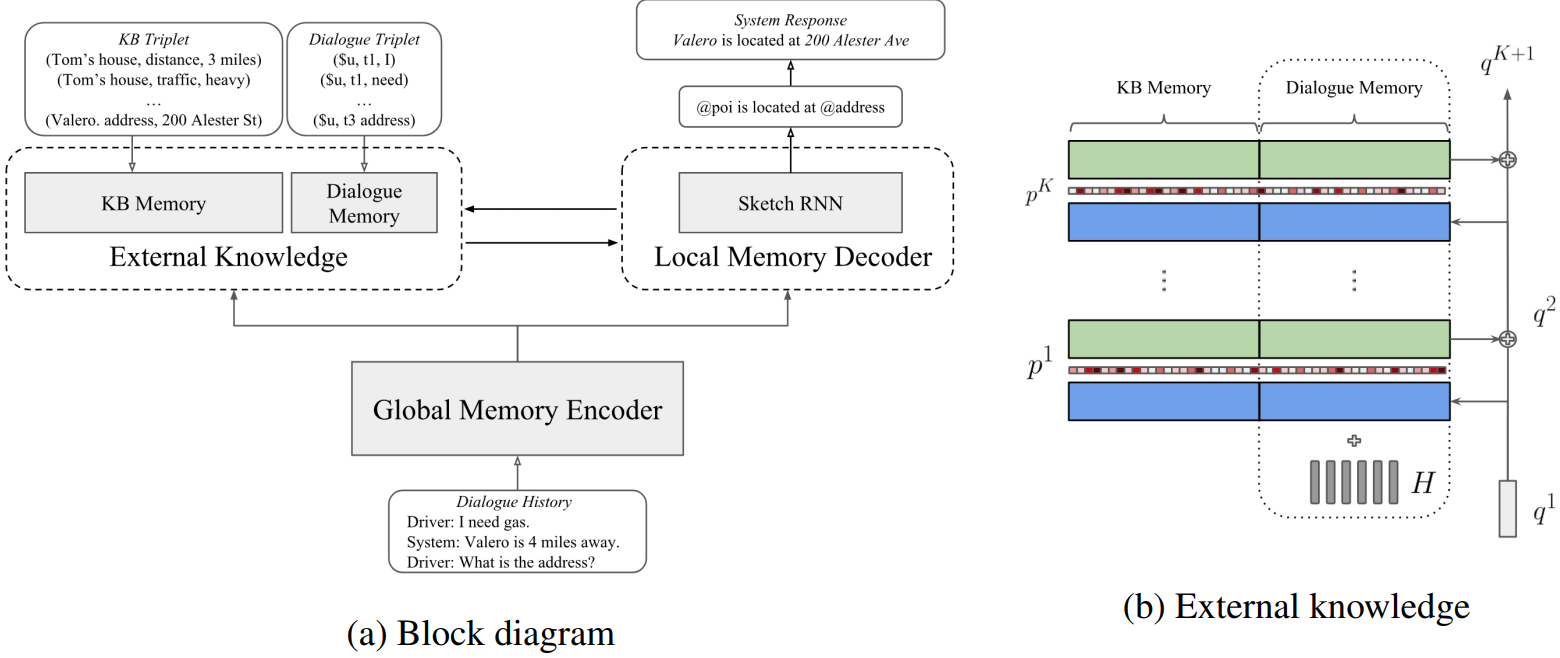 KB Triplet
(Tom's house, distance, 3 miles)
(Tom's house, traffic, heavy)
…
(Valero. address, 200 Alester St)
Dialogue Triplet
($u, t1, I)
($u, t1, need)
…
($u, t3 address)
System Response
Valero is located at 200 Alester Ave
@poi is located at @address
KB Memory
Dialogue
Memory
External Knowledge
Sketch RNN
Local Memory Decoder
Global Memory Encoder
Dialogue History
Driver: I need gas.
System: Valero is 4 miles away.
Driver: What is the address?
(a) Block diagram
KB Memory
Dialogue Memory
q^{K+1}
p^K
q^2
p^1
H
q^1
(b) External knowledge